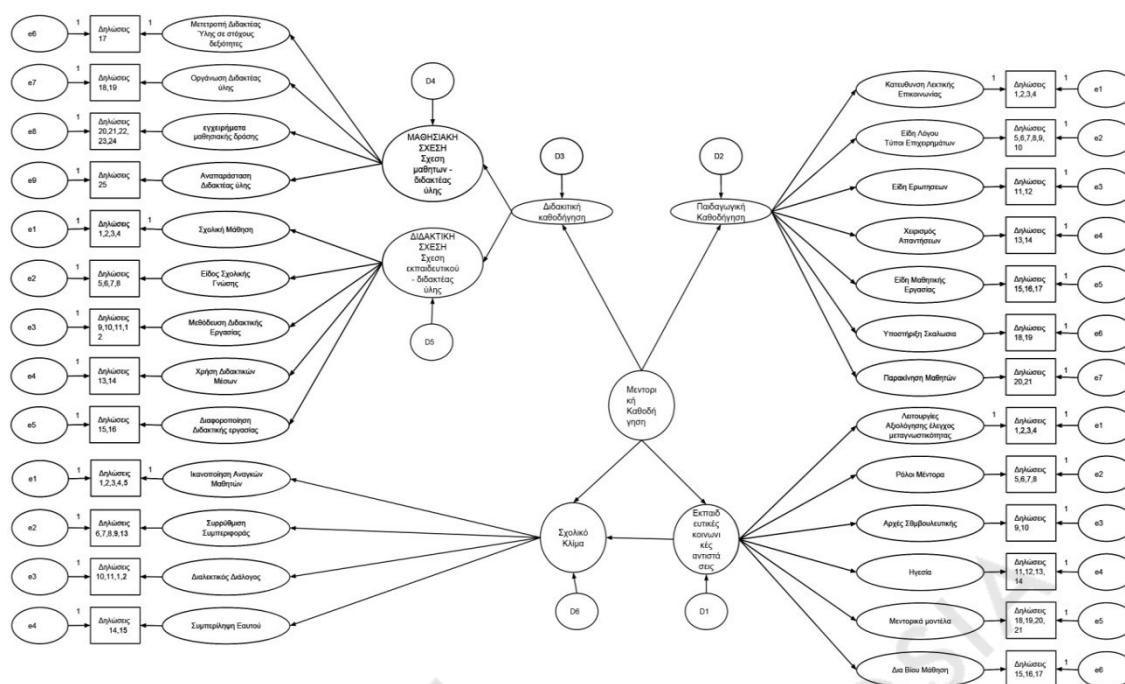 e6
1
Δηλώσεις
17
1
Μετετροπή Διδακτέας
Ύλης σε στόχους
δεξιότητες
e7
1
Δηλώσεις
18,19
Οργάνωση Διδακτέας
ύλης
e8
1
Δηλώσεις
20,21,22,
23,24
εγχειρήματα
μαθησιακής δράσης
e9
1
Δηλώσεις
25
Αναπαράσταση
Διδακτέας ύλης
e1
1
Δηλώσεις
1,2,3,4
1
Σχολική Μάθηση
e2
1
Δηλώσεις
5,6,7,8
Είδος Σχολικής
Γνώσης
e3
1
Δηλώσεις
9,10,11,1
2
Μεθόδευση Διδακτικής
Εργασίας
e4
1
Δηλώσεις
13,14
Χρήση Διδακτικών
Μέσων
e5
1
Δηλώσεις
15,16
Διαφοροποίηση
Διδακτικής εργασίας
e1
1
Δηλώσεις
1,2,3,4,5
1
Ικανοποίηση Αναγκών
Μαθητών
e2
1
Δηλώσεις
6,7,8,9,13
Συρρύθμιση
Συμπεριφοράς
e3
1
Δηλώσεις
10,11,1,2
Διαλεκτικός Διάλογος
e4
1
Δηλώσεις
14,15
Συμπερίληψη Εαυτού
D4
ΜΑΘΗΣΙΑΚΗ
ΣΧΕΣΗ
Σχεση
μαθητων -
διδακτέας
ύλης
ΔΙΔΑΚΤΙΚΗ
ΣΧΕΣΗ
Σχεση
εκπαιδευτικού
- διδακτέας
ύλης
D5
D3
Διδακιτική
καθοδήγηση
D2
Παιδαγωγική
Καθοδήγηση
Μεντορ
ική
Καθοδή
γηση
Σχολικό
Κλίμα
D6
Εκπαιδ
ευτικές
κοινωνι
κές
αντιστά
σεις
D1
Κατευθυνση Λεκτικής
Επικοινωνίας
1
Δηλώσεις
1,2,3,4
1
e1
Είδη Λόγου
Τύποι Επιχειρημάτων
Δηλώσεις
5,6,7,8,9,
10
1
e2
Είδη Ερωτησεων
Δηλώσεις
11,12
1
e3
Χειρισμός
Απαντήσεων
Δηλώσεις
13,14
1
e4
Είδη Μαθητικής
Εργασίας
Δηλώσεις
15,16,17
1
e5
Υποστήριξη Σκαλωσια
Δηλώσεις
18,19
1
e6
Παρακίνηση Μαθητών
Δηλώσεις
20,21
1
e7
Λειτουργίες
Αξιολόγησης έλεγχος
μεταγνωστικότητας
1
Δηλώσεις
1,2,3,4
1
e1
Ρόλοι Μέντορα
Δηλώσεις
5,6,7,8
1
e2
Αρχές Σθμβουλευτικής
Δηλώσεις
9,10
1
e3
Ηγεσία
Δηλώσεις
11,12,13,
14
1
e4
Μεντορικά μοντέλα
Δηλώσεις
18,19,20,
21
1
e5
Δια Βίου Μάθηση
Δηλώσεις
15,16,17
1
e6